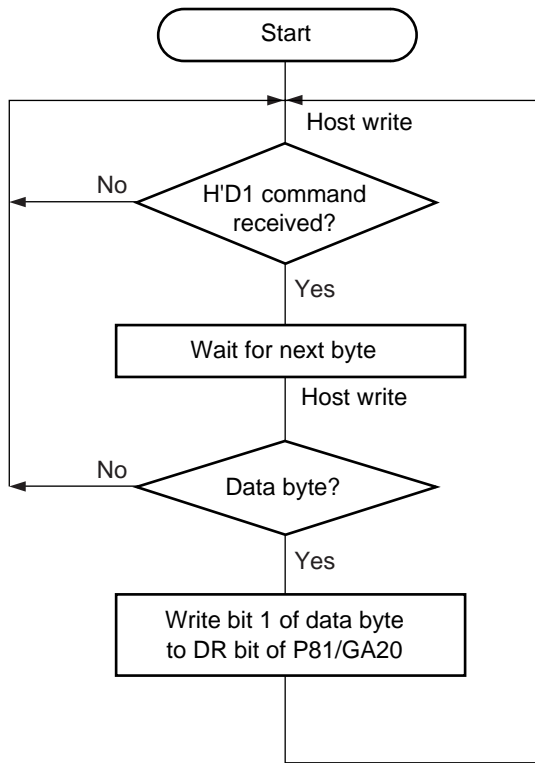 Start
Host write
No
H'D1 command
received?
Yes
Wait for next byte
Host write
No
Data byte?
Yes
Write bit 1 of data byte
to DR bit of P81/GA20